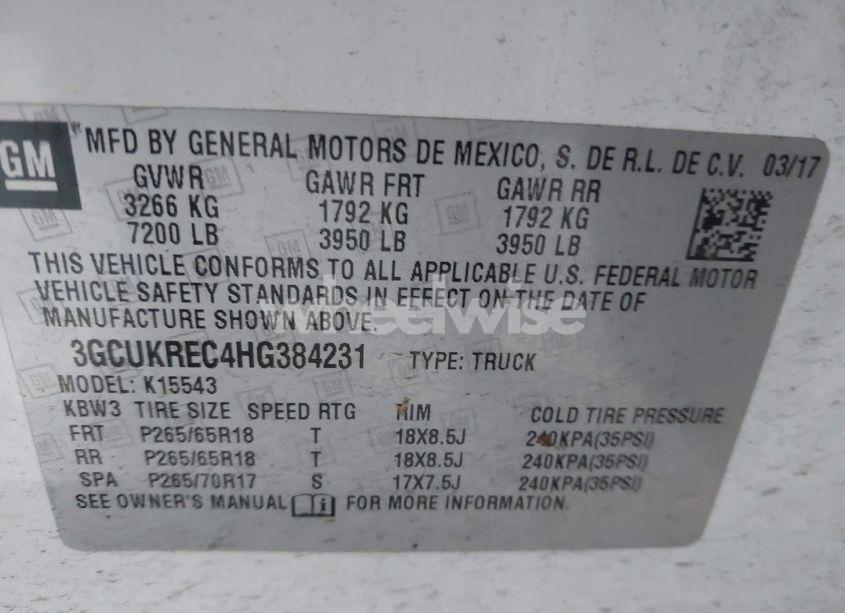 GM
MFD BY GENERAL MOTORS DE MEXICO, S. DE R.L. DE C.V. 03/17
GVWR GAWR FRT GAWR RR
3266 KG 1792 KG 1792 KG
7200 LB 3950 LB 3950 LB
THIS VEHICLE CONFORMS TO ALL APPLICABLE U.S. FEDERAL MOTOR
VEHICLE SAFETY STANDARDS IN EFFECT ON THE DATE OF
MANUFACTURE SHOWN ABOVE.
wheelwise
3GCUKREC4HG384231 TYPE: TRUCK
MODEL: K15543
KBW3 TIRE SIZE SPEED RTG RIM COLD TIRE PRESSURE
FRT P265/65R18 T 18X8.5J 240KPA(35PSI)
RR P265/65R18 T 18X8.5J 240KPA(35PSI)
SPA P265/70R17 S 17X7.5J 240KPA(35PSI)
SEE OWNER'S MANUAL FOR MORE INFORMATION.